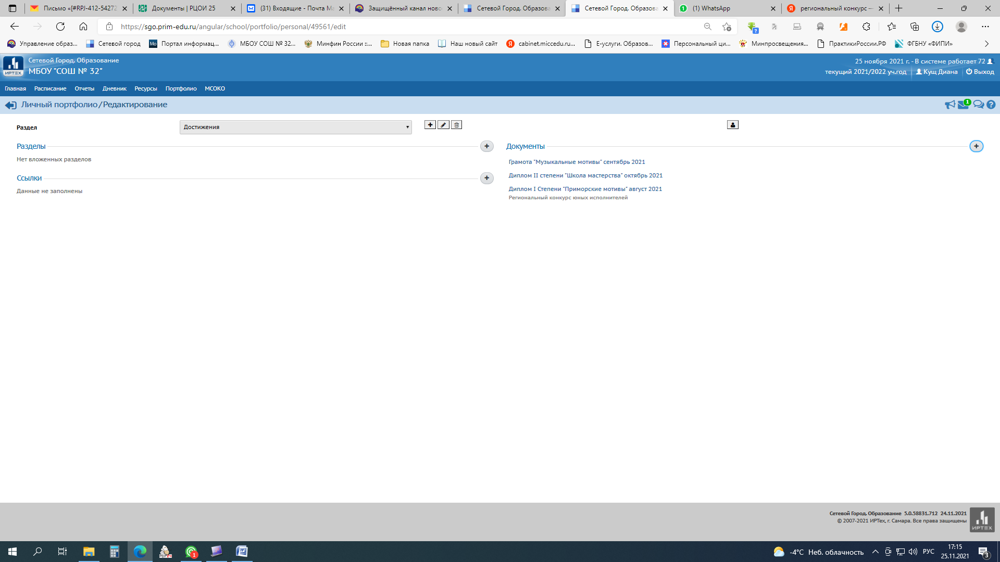 Письмо «[#RPJ-412-54272
Документы | РЦОИ 25
(31) Входящие - Почта Ma
Защищённый канал ново
Сетевой Город. Образова
Сетевой Город. Образова
(1) WhatsApp
региональный конкурс —
https://sgo.prim-edu.ru/angular/school/portfolio/personal/49561/edit
Управление образ...
Сетевой город
Mo Портал информац...
МБОУ СОШ № 32...
Минфин России ::...
Новая папка
Наш новый сайт
cabinet.miccedu.ru...
Е-услуги. Образов...
Персональный ци...
Минпросвещения...
ПрактикиРоссии.РФ
ФГБНУ «ФИПИ»
ИРТЕХ
Сетевой Город. Образование
МБОУ "СОШ № 32"
25 ноября 2021 г. - В системе работает 72
текущий 2021/2022 уч.год
Кущ Диана
Выход
Главная Расписание Отчеты Дневник Ресурсы Портфолио МСОКО
Личный портфолио/Редактирование
1
Раздел
Достижения
Разделы
Нет вложенных разделов
Ссылки
Данные не заполнены
Документы
Грамота "Музыкальные мотивы" сентябрь 2021
Диплом II степени "Школа мастерства" октябрь 2021
Диплом I Степени "Приморские мотивы" август 2021
Региональный конкурс юных исполнителей
Сетевой Город. Образование 5.0.58831.712 24.11.2021
© 2007-2021 ИРТех, г. Самара. Все права защищены
ИРТЕХ
PDF24
1
-4°C Неб. облачность
РУС
17:15
25.11.2021
3